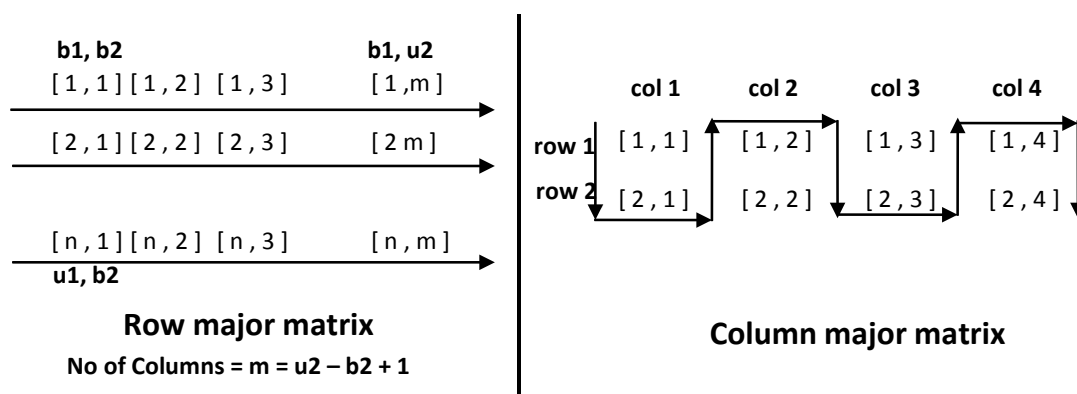 b1, b2 b1, u2
[ 1 , 1 ] [ 1 , 2 ] [ 1 , 3 ] [ 1 ,m ]
[ 2 , 1 ] [ 2 , 2 ] [ 2 , 3 ] [ 2 m ]
[ n , 1 ] [ n , 2 ] [ n , 3 ] [ n , m ]
u1, b2
Row major matrix
No of Columns = m = u2 – b2 + 1
col 1 col 2 col 3 col 4
row 1 [ 1 , 1 ] [ 1 , 2 ] [ 1 , 3 ] [ 1 , 4 ]
row 2 [ 2 , 1 ] [ 2 , 2 ] [ 2 , 3 ] [ 2 , 4 ]
Column major matrix